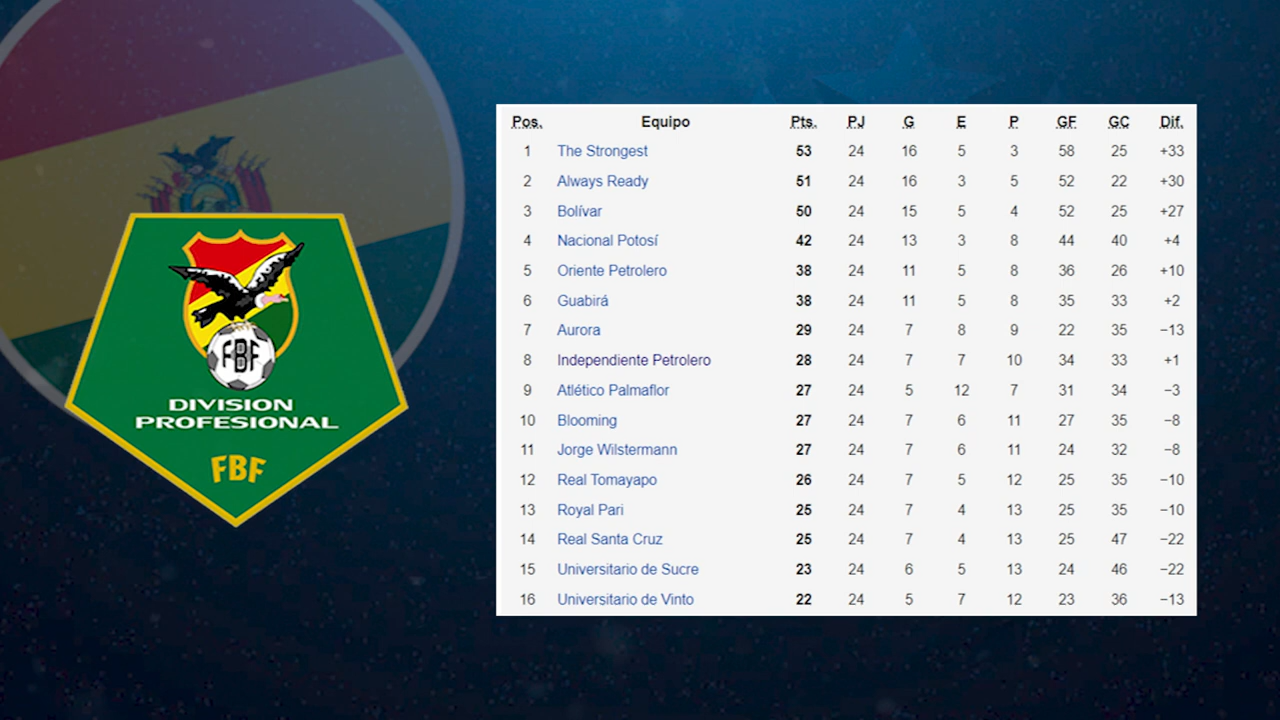 FBF
DIVISION
PROFESIONAL
FBF
Pos. Equipo Pts. PJ G E P GF GC Dif.
1 The Strongest 53 24 16 5 3 58 25 +33
2 Always Ready 51 24 16 3 5 52 22 +30
3 Bolívar 50 24 15 5 4 52 25 +27
4 Nacional Potosí 42 24 13 3 8 44 40 +4
5 Oriente Petrolero 38 24 11 5 8 36 26 +10
6 Guabirá 38 24 11 5 8 35 33 +2
7 Aurora 29 24 7 8 9 22 35 −13
8 Independiente Petrolero 28 24 7 7 10 34 33 +1
9 Atlético Palmaflor 27 24 5 12 7 31 34 −3
10 Blooming 27 24 7 6 11 27 35 −8
11 Jorge Wilstermann 27 24 7 6 11 24 32 −8
12 Real Tomayapo 26 24 7 5 12 25 35 −10
13 Royal Pari 25 24 7 4 13 25 35 −10
14 Real Santa Cruz 25 24 7 4 13 25 47 −22
15 Universitario de Sucre 23 24 6 5 13 24 46 −22
16 Universitario de Vinto 22 24 5 7 12 23 36 −13